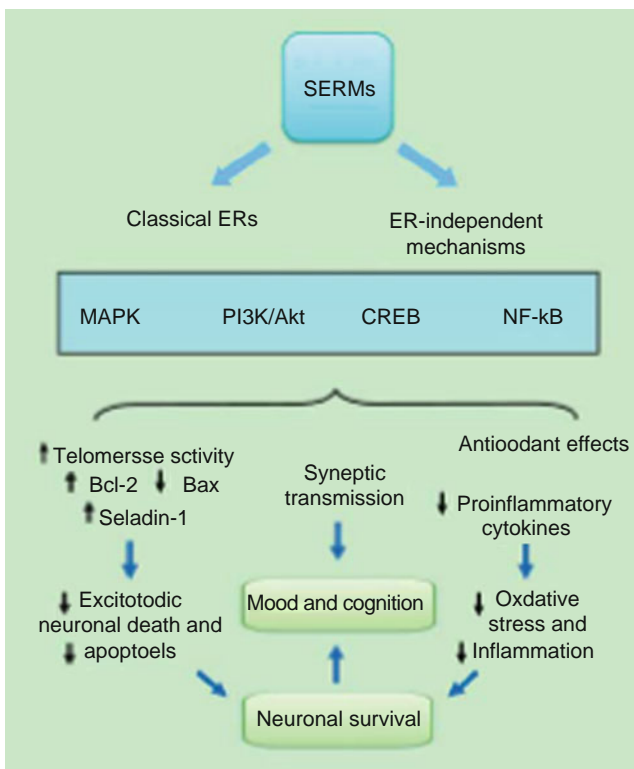 SERMs
Classical ERs
ER-independent
mechanisms
MAPK PI3K/Akt CREB NF-kB
Telomersse sctivity
Bcl-2 Bax
Seladin-1
Syneptic
transmission
Antioodant effects
Proinflammatory
cytokines
Excitotodic
neuronal death and
apoptoels
Mood and cognition
Oxdative
stress and
Inflammation
Neuronal survival